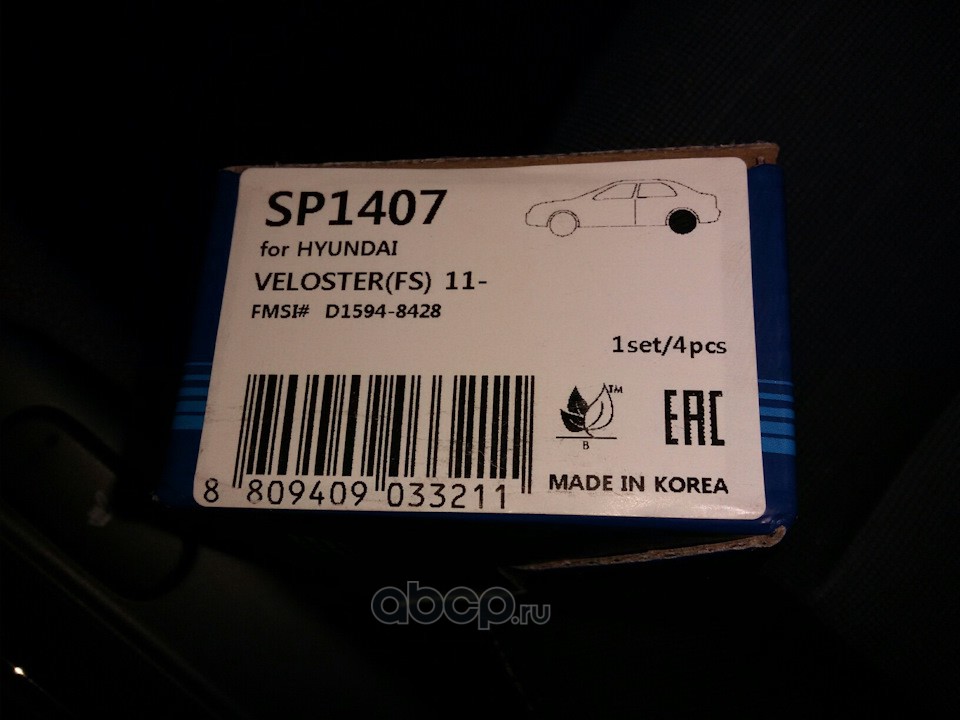 SP1407
for HYUNDAI
VELOSTER(FS) 11-
FMSI# D1594-8428
1set/4pcs
TM
B
EAC
MADE IN KOREA
8 809409 033211
abcp.ru